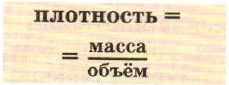 плотность =
= масса
объём